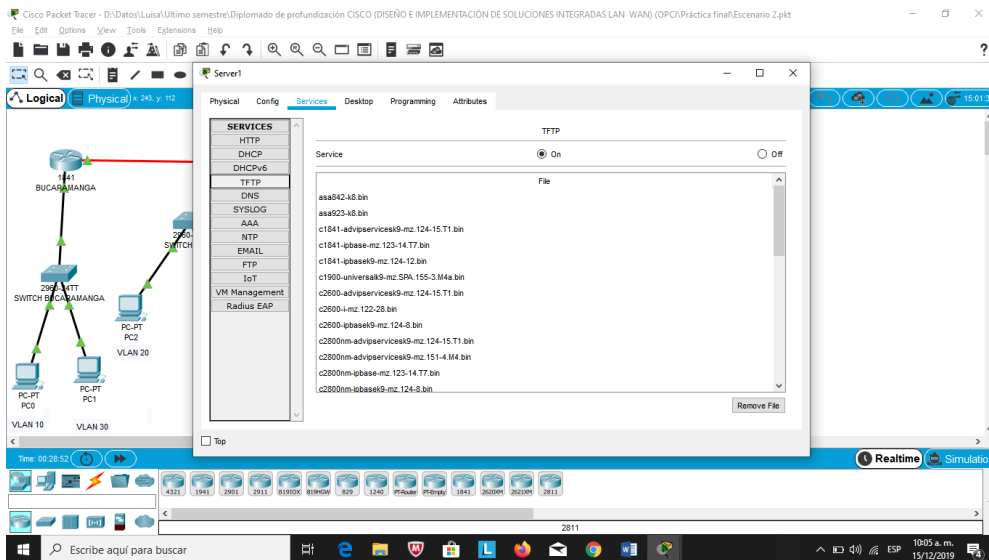 Cisco Packet Tracer - D:\Datos\Luisa\Ultimo semestre\Diplomado de profundización CISCO (DISEÑO E IMPLEMENTACIÓN DE SOLUCIONES INTEGRADAS LAN WAN) (OPCI\Práctica final\Escenario 2.pkt
File Edit Options View Tools Extensions Help
?
Logical Physical x: 243, y: 112
15:01:3
Server1
Physical Config Services Desktop Programming Attributes
SERVICES
HTTP
DHCP
DHCPv6
TFTP
DNS
SYSLOG
AAA
NTP
EMAIL
FTP
IoT
VM Management
Radius EAP
TFTP
Service On Off
File
asa842-k8.bin
asa923-k8.bin
c1841-advipservicesk9-mz.124-15.T1.bin
c1841-ipbase-mz.123-14.T7.bin
c1841-ipbasek9-mz.124-12.bin
c1900-universalk9-mz.SPA.155-3.M4a.bin
c2600-advipservicesk9-mz.124-15.T1.bin
c2600-i-mz.122-28.bin
c2600-ipbasek9-mz.124-8.bin
c2800nm-advipservicesk9-mz.124-15.T1.bin
c2800nm-advipservicesk9-mz.151-4.M4.bin
c2800nm-ipbase-mz.123-14.T7.bin
c2800nm-ipbasek9-mz.124-8.bin
Remove File
Top
1841
BUCARAMANGA
2960-
SWITCH
2960-24TT
SWITCH BUCARAMANGA
PC-PT
PC2
VLAN 20
PC-PT
PC0
PC-PT
PC1
VLAN 10
VLAN 30
Time: 00:28:52
Realtime Simulatio
4321 1941 2901 2911 819IOX 819HGW 829 1240 PT-Router PT-Empty 1841 2620XM 2621XM 2811
2811
Escribe aquí para buscar
ESP
10:05 a. m.
15/12/2019
4